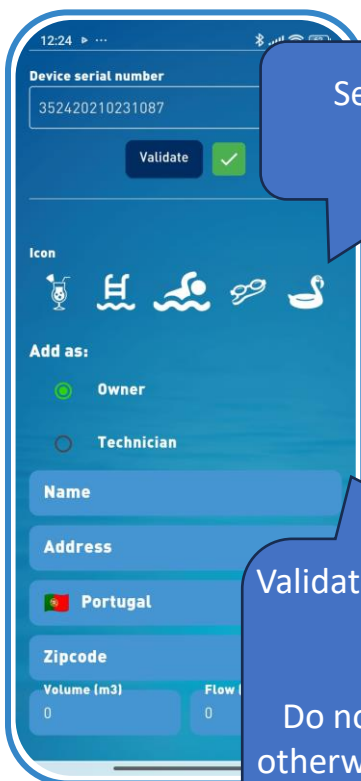 12:24
Device serial number
352420210231087
Validate
Icon
Add as:
Owner
Technician
Name
Address
Portugal
Zipcode
Volume (m3)
Flow
0
0
Se
Validat
Do no
otherw